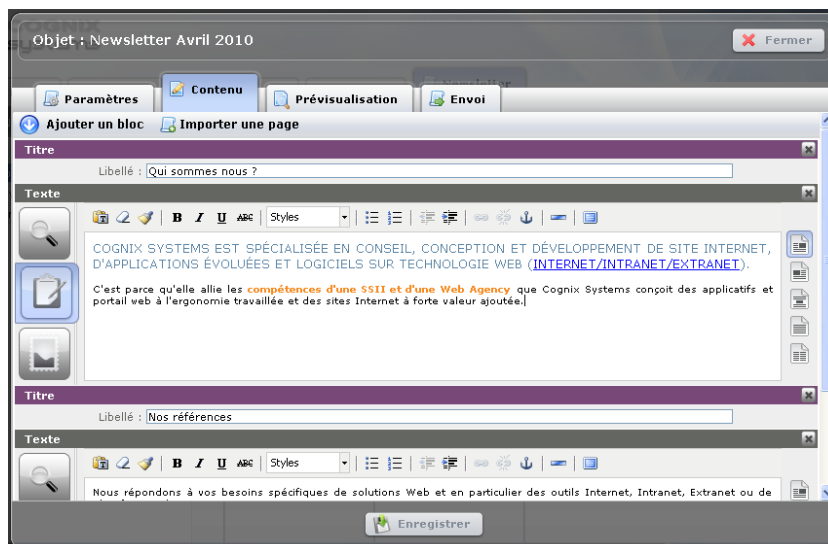 Objet : Newsletter Avril 2010
Fermer
Paramètres
Contenu
Prévisualisation
Envoi
Ajouter un bloc
Importer une page
Titre
Libellé : Qui sommes nous ?
Texte
B I U ABC Styles
COGNIX SYSTEMS EST SPÉCIALISÉE EN CONSEIL, CONCEPTION ET DÉVELOPPEMENT DE SITE INTERNET,
D'APPLICATIONS ÉVOLUÉES ET LOGICIELS SUR TECHNOLOGIE WEB (INTERNET/INTRANET/EXTRANET).
C'est parce qu'elle allie les compétences d'une SSII et d'une Web Agency que Cognix Systems conçoit des applicatifs et
portail web à l'ergonomie travaillée et des sites Internet à forte valeur ajoutée.
Titre
Libellé : Nos références
Texte
B I U ABC Styles
Nous répondons à vos besoins spécifiques de solutions Web et en particulier des outils Internet, Intranet, Extranet ou de
Enregistrer